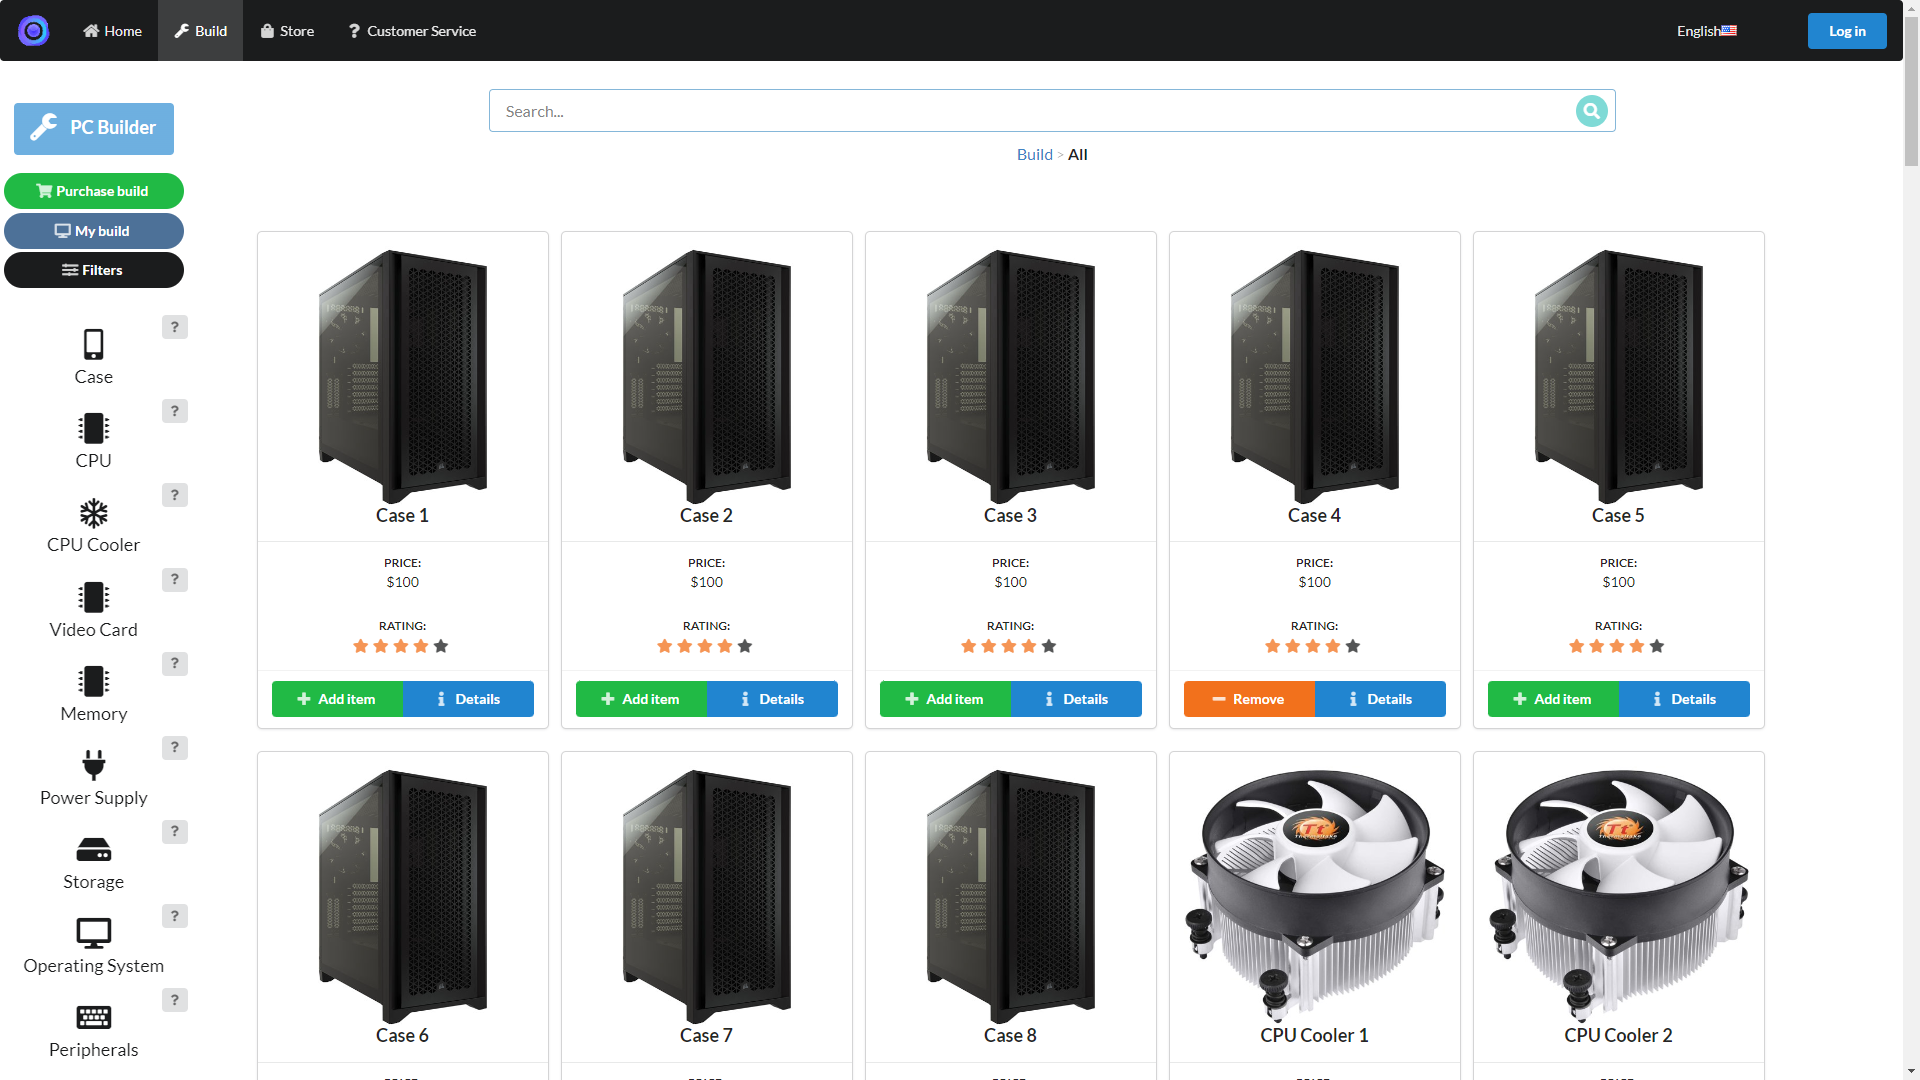 Home
Build
Store
? Customer Service
English
Log in
PC Builder
Search...
Build > All
Purchase build
My build
Filters
?
Case
?
CPU
?
CPU Cooler
?
Video Card
?
Memory
?
Power Supply
?
Storage
?
Operating System
?
Peripherals
Case 1
PRICE:
$100
RATING:
+ Add item
i Details
Case 2
PRICE:
$100
RATING:
+ Add item
i Details
Case 3
PRICE:
$100
RATING:
+ Add item
i Details
Case 4
PRICE:
$100
RATING:
− Remove
i Details
Case 5
PRICE:
$100
RATING:
+ Add item
i Details
Case 6
Case 7
Case 8
Tt
CPU Cooler 1
Tt
CPU Cooler 2